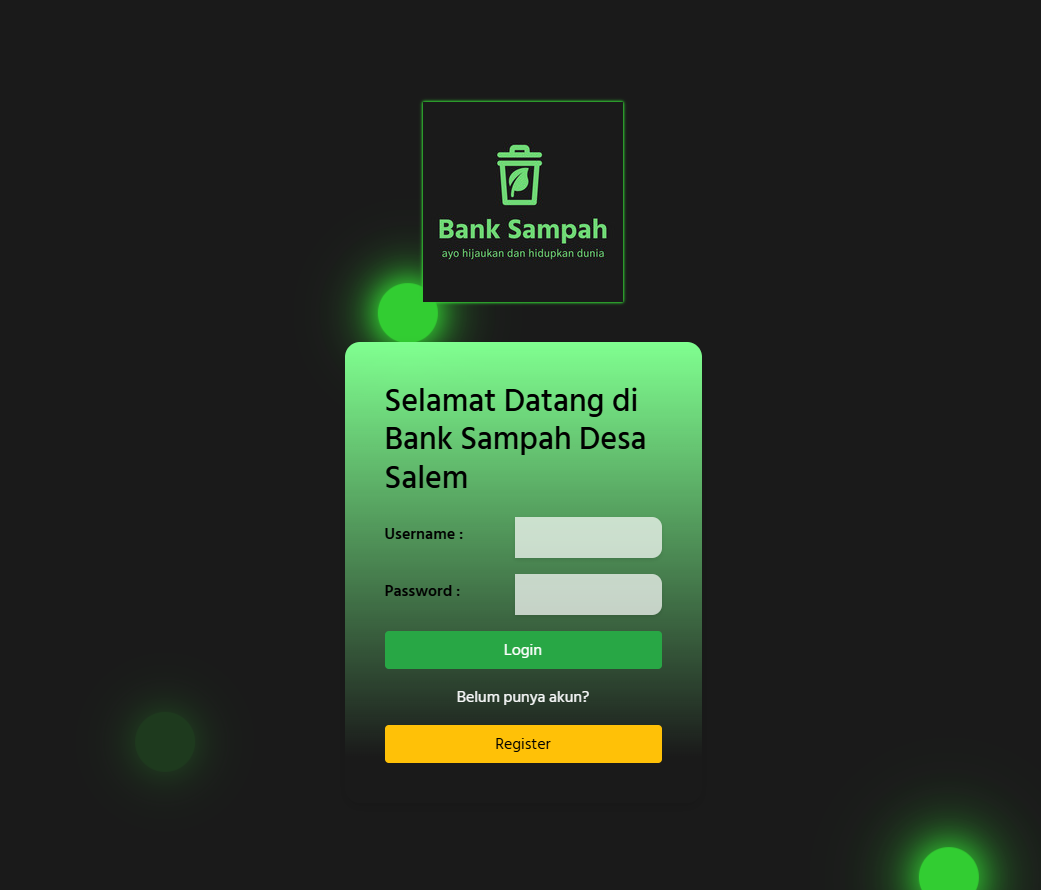 Bank Sampah
ayo hijaukan dan hidupkan dunia
Selamat Datang di
Bank Sampah Desa
Salem
Username :
Password :
Login
Belum punya akun?
Register